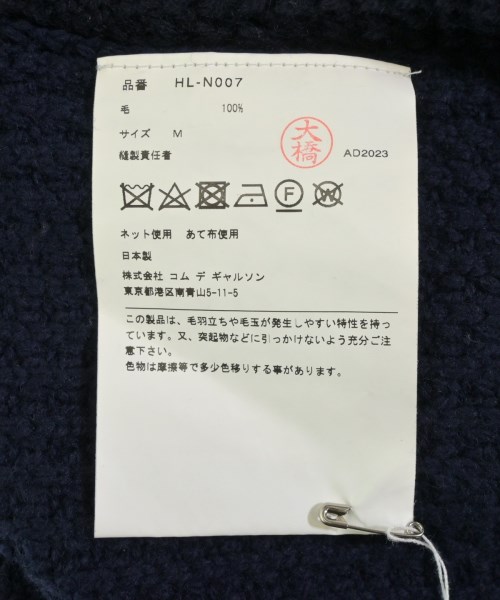 品番 HL-N007
毛 100%
サイズ M
縫製責任者 大橋 AD2023
F W
ネット使用 あて布使用
日本製
株式会社 コム デ ギャルソン
東京都港区南青山5-11-5
この製品は、毛羽立ちや毛玉が発生しやすい特性を持っ
ています。又、突起物などに引っかけないよう充分ご注
意下さい。
色物は摩擦等で多少色移りする事があります。